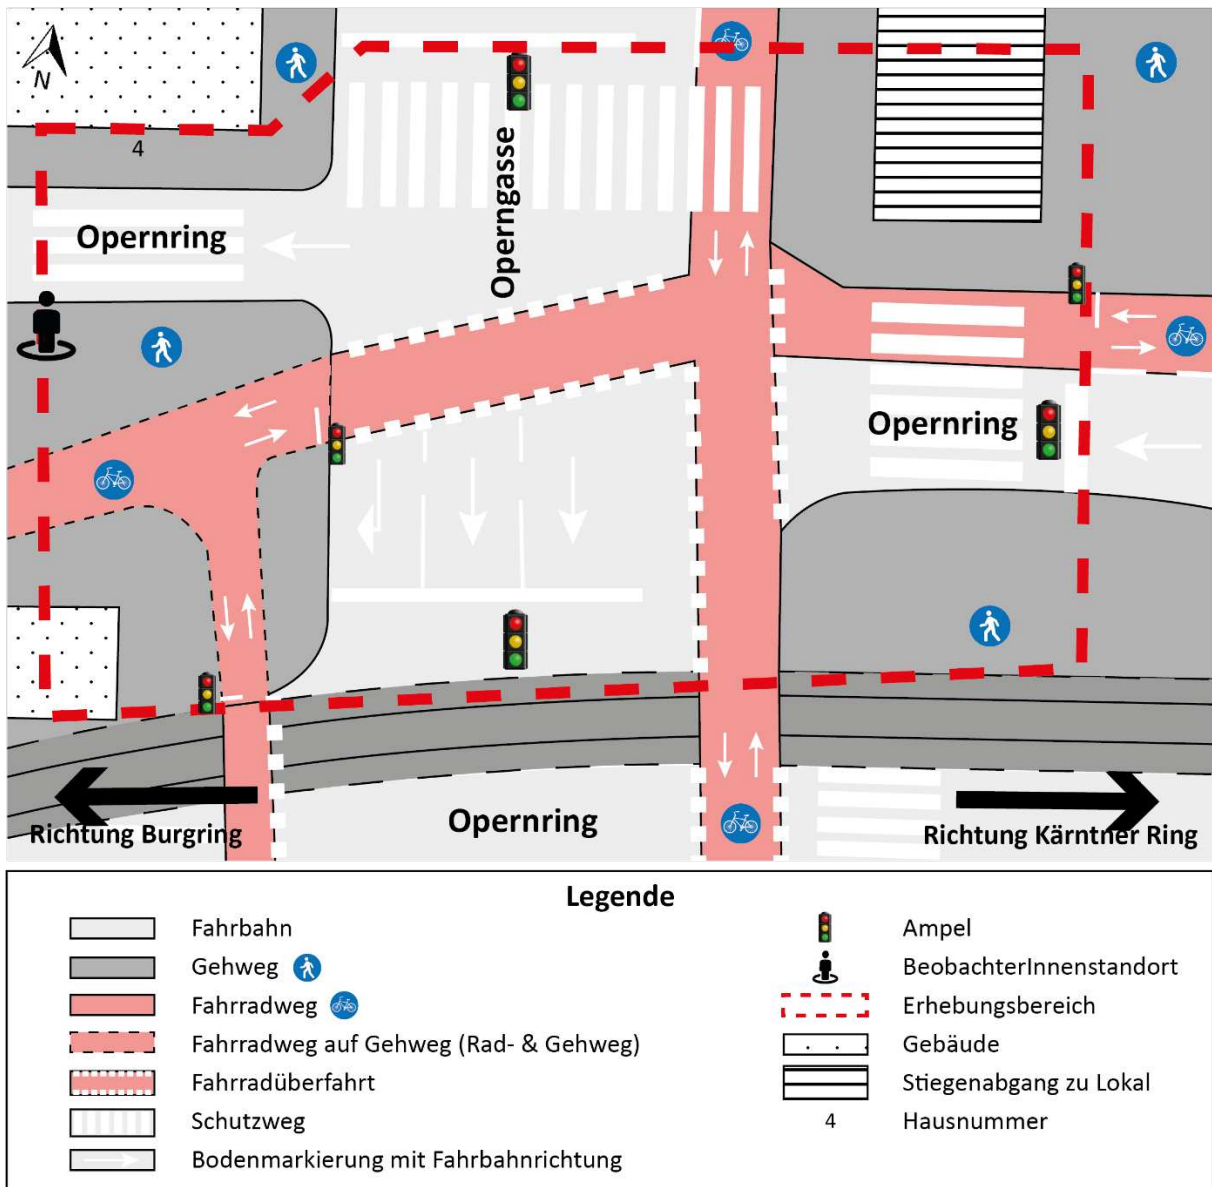 N
4
Opernring
Operngasse
Opernring
Opernring
Richtung Burgring
Richtung Kärntner Ring
Legende
Fahrbahn
Gehweg
Fahrradweg
Fahrradweg auf Gehweg (Rad- & Gehweg)
Fahrradüberfahrt
Schutzweg
Bodenmarkierung mit Fahrbahnrichtung
Ampel
BeobachterInnenstandort
Erhebungsbereich
Gebäude
Stiegenabgang zu Lokal
4 Hausnummer